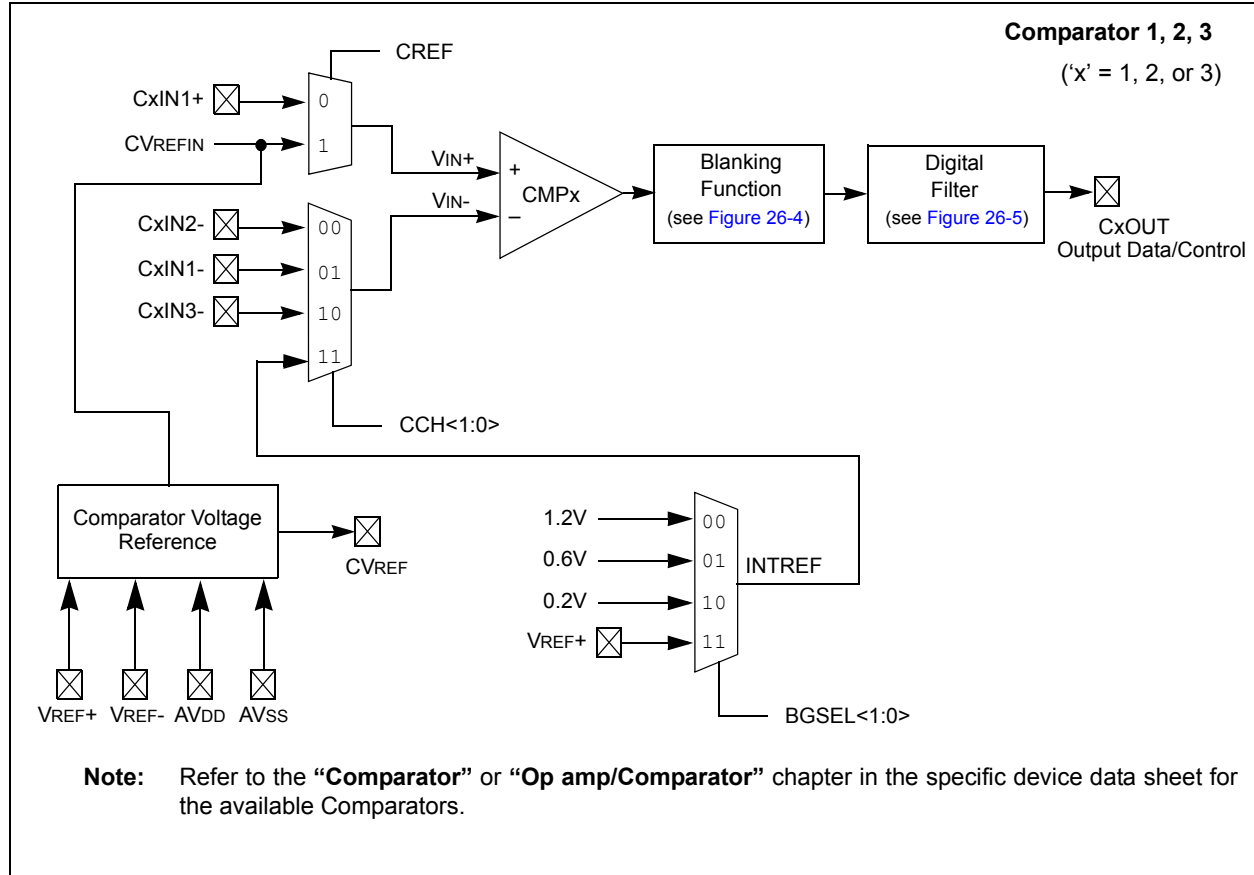 Comparator 1, 2, 3
(‘x’ = 1, 2, or 3)
CREF
CxIN1+
0
CVREFIN
1
VIN+
VIN-
+
–
CMPx
Blanking
Function
(see Figure 26-4)
Digital
Filter
(see Figure 26-5)
CxOUT
Output Data/Control
CxIN2-
00
CxIN1-
01
CxIN3-
10
11
CCH<1:0>
Comparator Voltage
Reference
CVREF
VREF+ VREF- AVDD AVSS
1.2V
00
0.6V
01
INTREF
0.2V
10
VREF+
11
BGSEL<1:0>
Note: Refer to the “Comparator” or “Op amp/Comparator” chapter in the specific device data sheet for
the available Comparators.